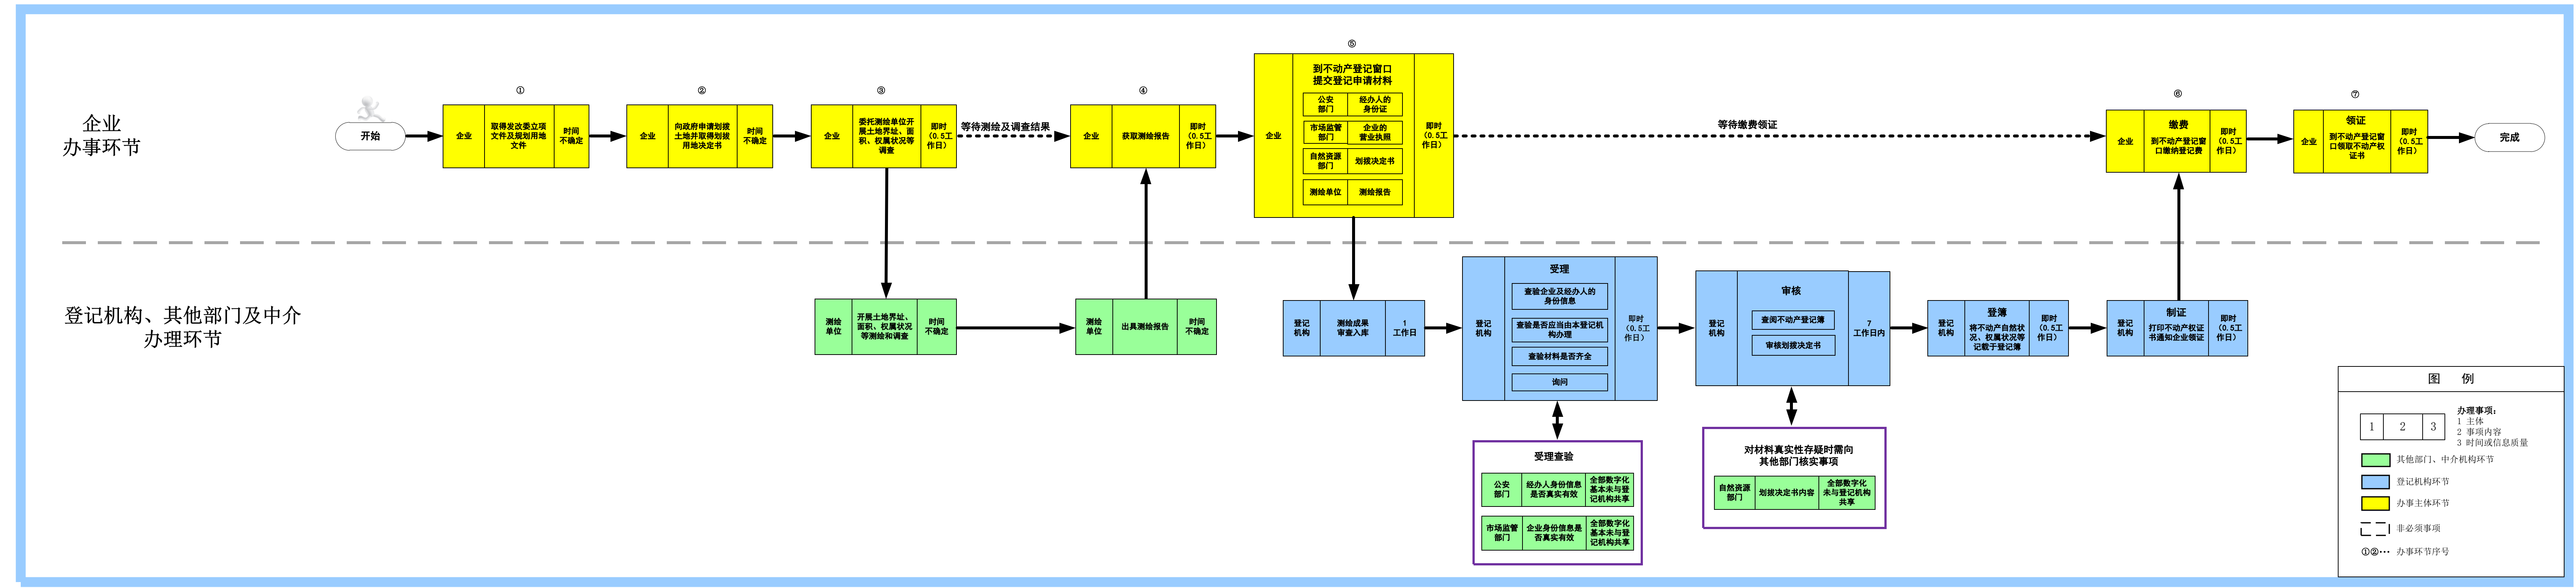 企业
办事环节
开始
①
企业
取得发改委立项
文件及规划用地
文件
时间
不确定
②
企业
向政府申请划拨
土地并取得划拨
用地决定书
时间
不确定
③
企业
委托测绘单位开
展土地界址、面
积、权属状况等
调查
即时
(0.5工
作日)
等待测绘及调查结果
④
企业
获取测绘报告
即时
(0.5工
作日)
⑤
企业
到不动产登记窗口
提交登记申请材料
公安
部门
经办人的
身份证
市场监管
部门
企业的
营业执照
自然资源
部门
划拨决定书
测绘单位
测绘报告
即时
(0.5工
作日)
等待缴费领证
⑥
企业
缴费
到不动产登记窗
口缴纳登记费
即时
(0.5工
作日)
⑦
企业
领证
到不动产登记窗
口领取不动产权
证书
即时
(0.5工
作日)
完成
登记机构、其他部门及中介
办理环节
测绘
单位
开展土地界址、
面积、权属状况
等测绘和调查
时间
不确定
测绘
单位
出具测绘报告
时间
不确定
登记
机构
测绘成果
审查入库
1
工作日
登记
机构
受理
查验企业及经办人的
身份信息
查验是否应当由本登记机
构办理
查验材料是否齐全
询问
即时
(0.5工
作日)
登记
机构
审核
查阅不动产登记簿
审核划拨决定书
7
工作日内
登记
机构
登簿
将不动产自然状
况、权属状况等
记载于登记簿
即时
(0.5工
作日)
登记
机构
制证
打印不动产权证
书通知企业领证
即时
(0.5工
作日)
受理查验
公安
部门
经办人身份信息
是否真实有效
全部数字化
基本未与登
记机构共享
市场监管
部门
企业身份信息是
否真实有效
全部数字化
基本未与登
记机构共享
对材料真实性存疑时需向
其他部门核实事项
自然资源
部门
划拨决定书内容
全部数字化
未与登记机构
共享
图 例
1
2
3
办理事项:
1 主体
2 事项内容
3 时间或信息质量
其他部门、中介机构环节
登记机构环节
办事主体环节
非必须事项
①②… 办事环节序号